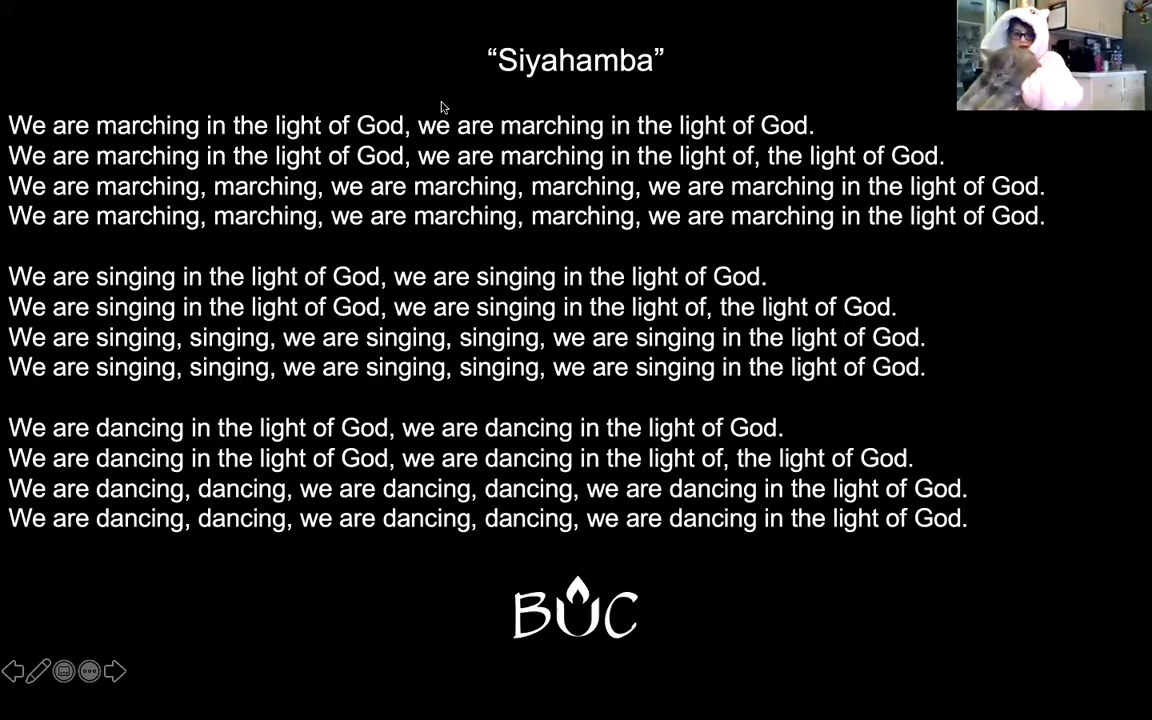 “Siyahamba”
We are marching in the light of God, we are marching in the light of God.
We are marching in the light of God, we are marching in the light of, the light of God.
We are marching, marching, we are marching, marching, we are marching in the light of God.
We are marching, marching, we are marching, marching, we are marching in the light of God.
We are singing in the light of God, we are singing in the light of God.
We are singing in the light of God, we are singing in the light of, the light of God.
We are singing, singing, we are singing, singing, we are singing in the light of God.
We are singing, singing, we are singing, singing, we are singing in the light of God.
We are dancing in the light of God, we are dancing in the light of God.
We are dancing in the light of God, we are dancing in the light of, the light of God.
We are dancing, dancing, we are dancing, dancing, we are dancing in the light of God.
We are dancing, dancing, we are dancing, dancing, we are dancing in the light of God.
BUC